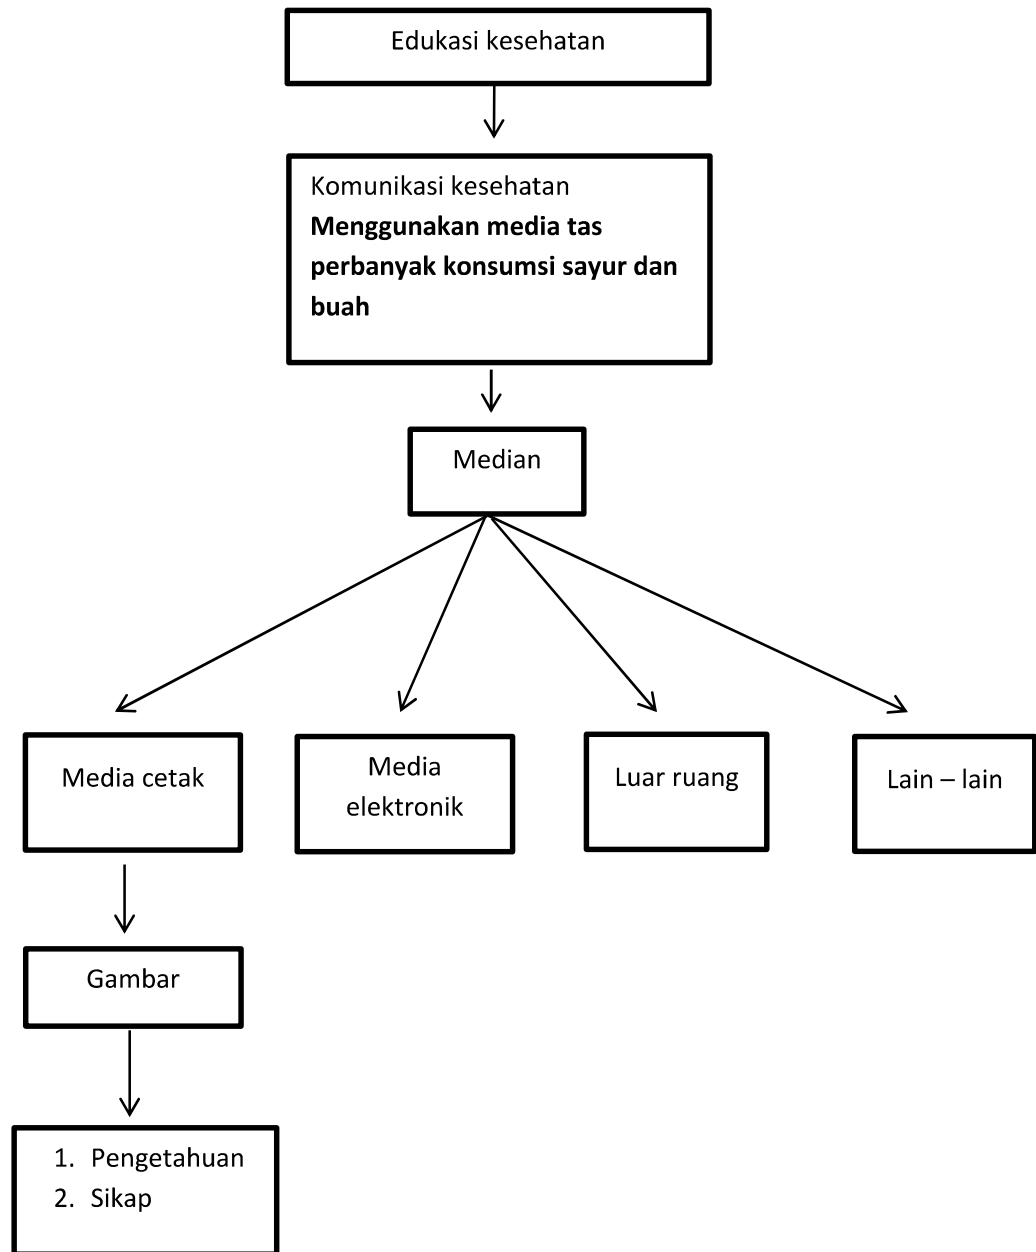 Edukasi kesehatan
Komunikasi kesehatan
Menggunakan media tas
perbanyak konsumsi sayur dan
buah
Median
Media cetak
Media
elektronik
Luar ruang
Lain – lain
Gambar
1. Pengetahuan
2. Sikap